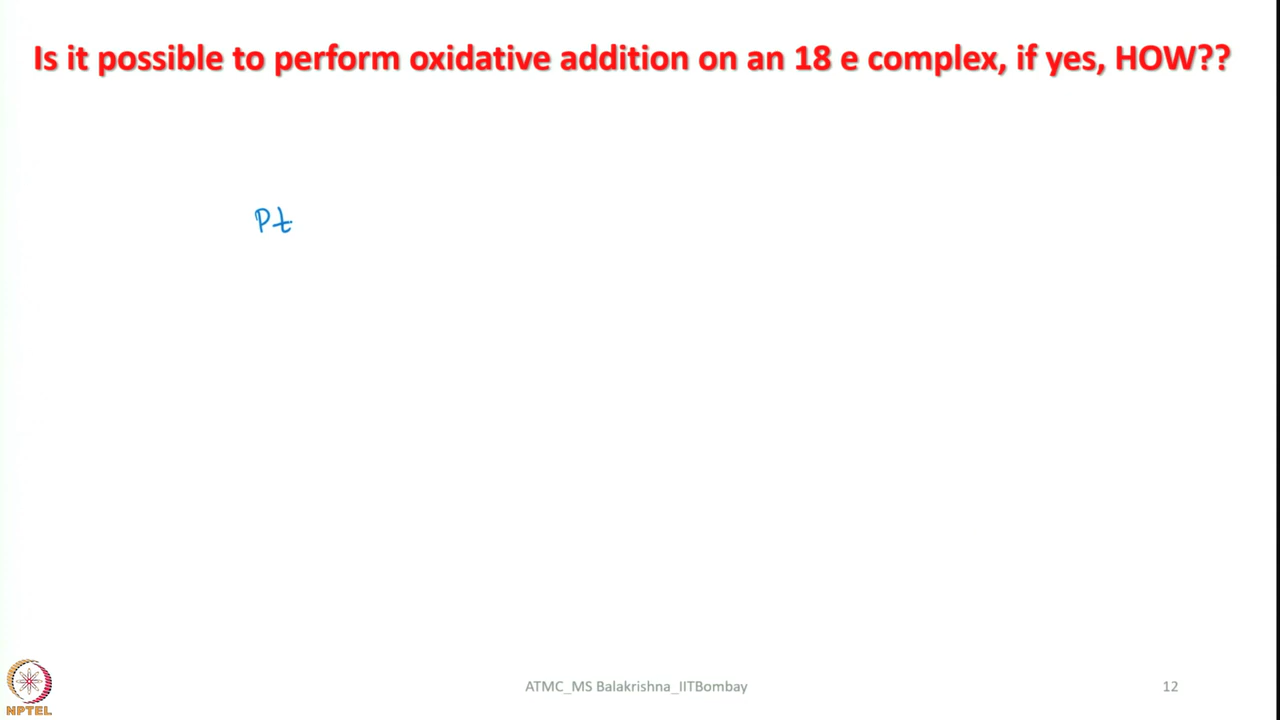 Is it possible to perform oxidative addition on an 18 e complex, if yes, HOW??
Pt
NPTEL
ATMC_MS Balakrishna_IITBombay
12